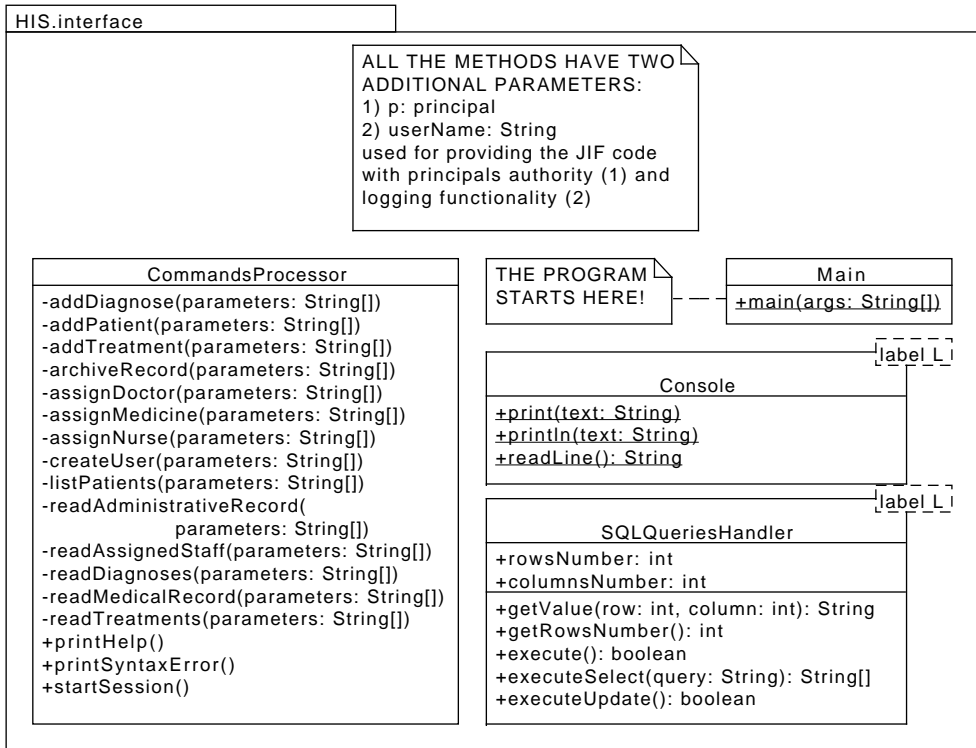 HIS.interface
ALL THE METHODS HAVE TWO
ADDITIONAL PARAMETERS:
1) p: principal
2) userName: String
used for providing the JIF code
with principals authority (1) and
logging functionality (2)
CommandsProcessor
-addDiagnose(parameters: String[])
-addPatient(parameters: String[])
-addTreatment(parameters: String[])
-archiveRecord(parameters: String[])
-assignDoctor(parameters: String[])
-assignMedicine(parameters: String[])
-assignNurse(parameters: String[])
-createUser(parameters: String[])
-listPatients(parameters: String[])
-readAdministrativeRecord(
parameters: String[])
-readAssignedStaff(parameters: String[])
-readDiagnoses(parameters: String[])
-readMedicalRecord(parameters: String[])
-readTreatments(parameters: String[])
+printHelp()
+printSyntaxError()
+startSession()
THE PROGRAM
STARTS HERE!
Main
+main(args: String[])
label L
Console
+print(text: String)
+println(text: String)
+readLine(): String
label L
SQLQueriesHandler
+rowsNumber: int
+columnsNumber: int
+getValue(row: int, column: int): String
+getRowsNumber(): int
+execute(): boolean
+executeSelect(query: String): String[]
+executeUpdate(): boolean